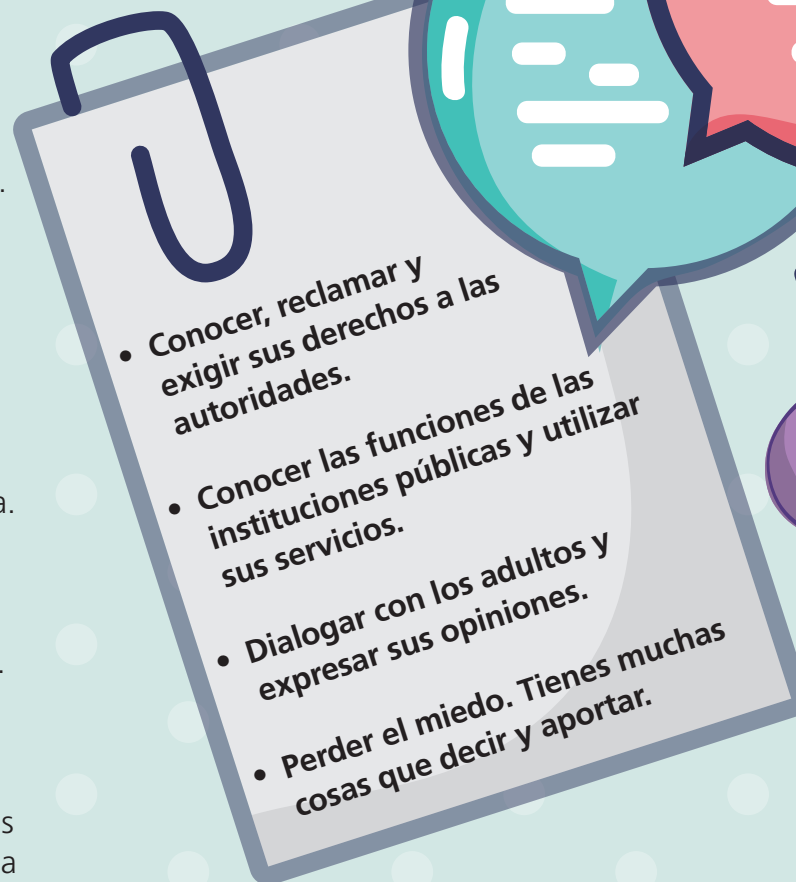 • Conocer, reclamar y
exigir sus derechos a las
autoridades.
• Conocer las funciones de las
instituciones públicas y utilizar
sus servicios.
• Dialogar con los adultos y
expresar sus opiniones.
• Perder el miedo. Tienes muchas
cosas que decir y aportar.